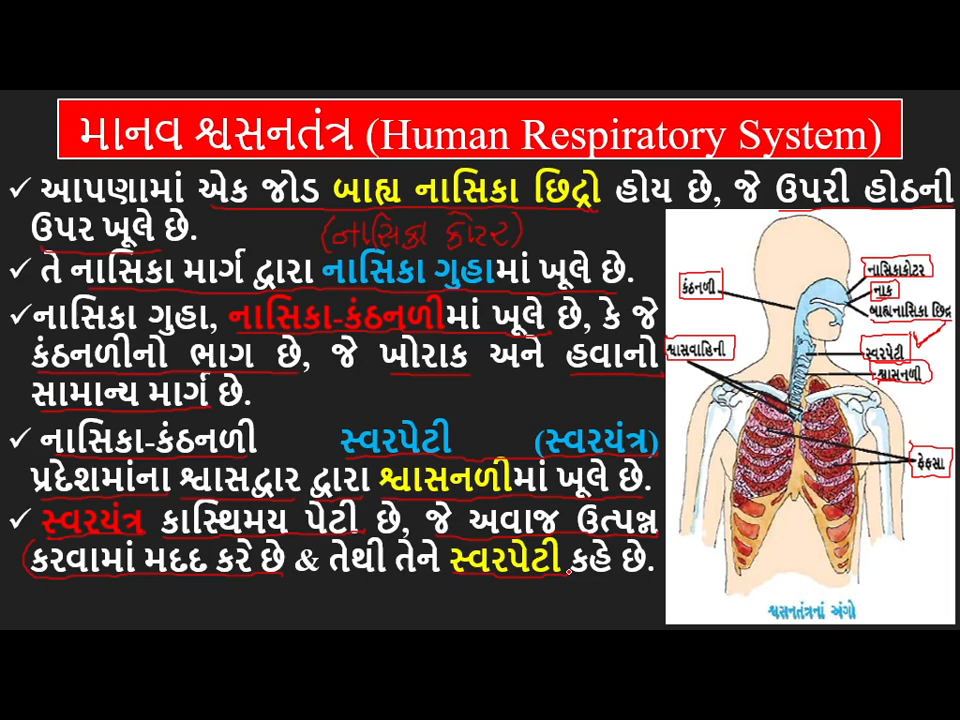 માનવ શ્વસનતંત્ર (Human Respiratory System)
✓ આપણામાં એક જોડ બાહ્ય નાસિકા છિદ્રો હોય છે, જે ઉપરી હોઠની
ઉપર ખૂલે છે.
(નાસિકા કોટર)
✓ તે નાસિકા માર્ગ દ્વારા નાસિકા ગુહામાં ખૂલે છે.
✓નાસિકા ગુહા, નાસિકા-કંઠનળીમાં ખૂલે છે, કે જે
કંઠનળીનો ભાગ છે, જે ખોરાક અને હવાનો
સામાન્ય માર્ગ છે.
✓ નાસિકા-કંઠનળી સ્વરપેટી (સ્વરયંત્ર)
પ્રદેશમાંના શ્વાસદ્વાર દ્વારા શ્વાસનળીમાં ખૂલે છે.
✓ સ્વરયંત્ર કાસ્થિમય પેટી છે, જે અવાજ ઉત્પન્ન
કરવામાં મદદ કરે છે & તેથી તેને સ્વરપેટી કહે છે.
નાસિકાકોટર
કંઠનળી
નાક
બાહ્યનાસિકા છિદ્ર
શ્વાસવાહિની
સ્વરપેટી
શ્વાસનળી
ફેફસા
શ્વસનતંત્રનાં અંગો